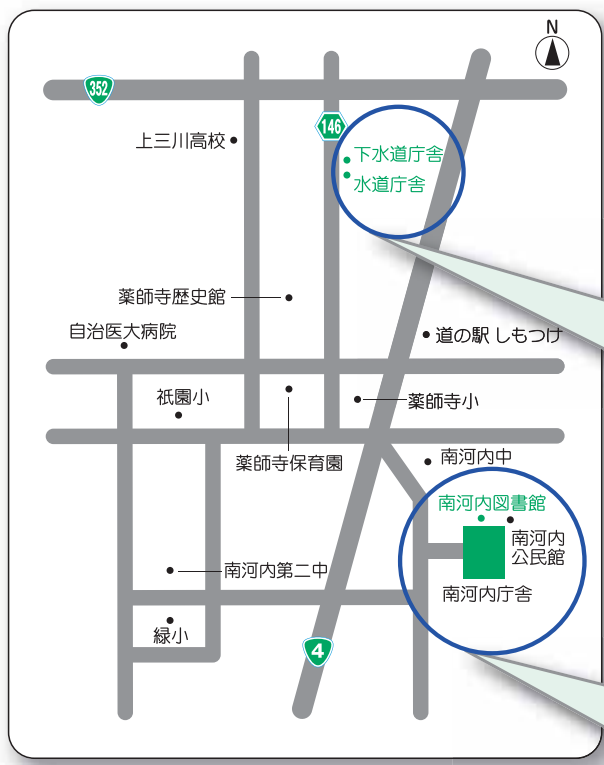 N
352
146
上三川高校
下水道庁舎
水道庁舎
薬師寺歴史館
自治医大病院
道の駅 しもつけ
祇園小
薬師寺小
薬師寺保育園
南河内中
南河内図書館
南河内
公民館
南河内第二中
南河内庁舎
緑小
4